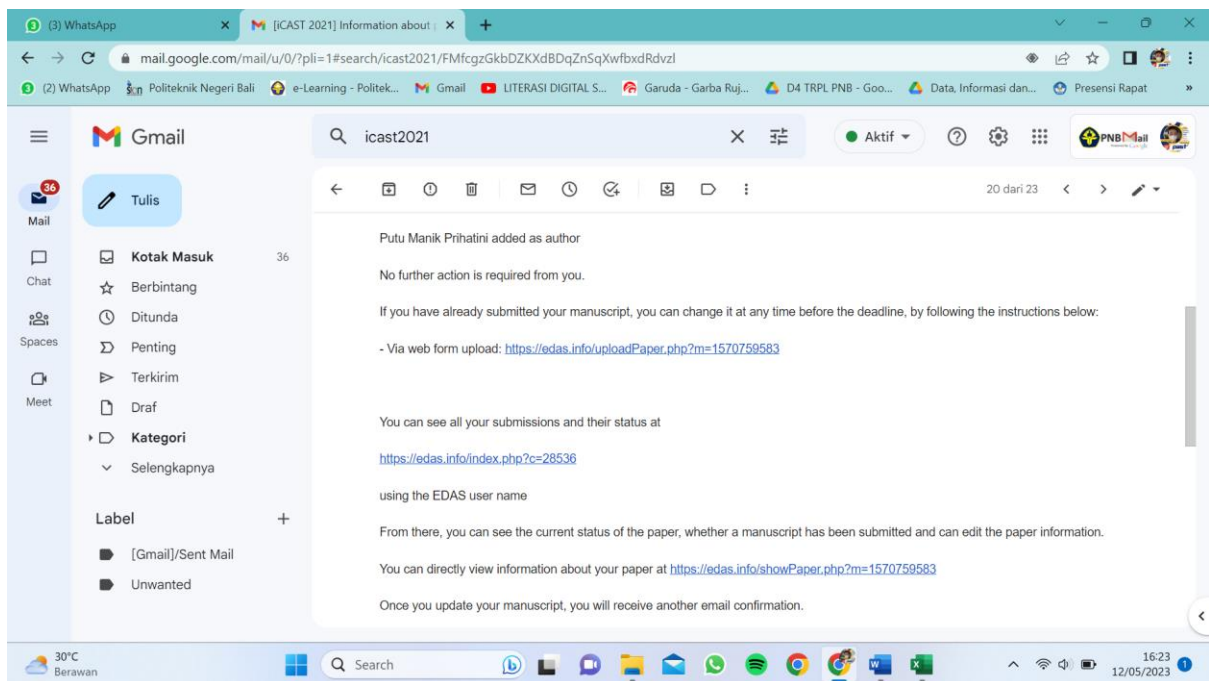 (3) WhatsApp
[iCAST 2021] Information about
mail.google.com/mail/u/0/?pli=1#search/icast2021/FMfcgzGkbDZKXdBDqZnSqXwfbxdRdvzl
(2) WhatsApp Politeknik Negeri Bali e-Learning - Politek... Gmail LITERASI DIGITAL S... Garuda - Garba Ruj... D4 TRPL PNB - Goo... Data, Informasi dan... Presensi Rapat »
Gmail
icast2021
Aktif
PNBMail
36
Mail
Chat
Spaces
Meet
Tulis
Kotak Masuk 36
Berbintang
Ditunda
Penting
Terkirim
Draf
Kategori
Selengkapnya
Label
[Gmail]/Sent Mail
Unwanted
20 dari 23
Putu Manik Prihatini added as author
No further action is required from you.
If you have already submitted your manuscript, you can change it at any time before the deadline, by following the instructions below:
- Via web form upload: https://edas.info/uploadPaper.php?m=1570759583
You can see all your submissions and their status at
https://edas.info/index.php?c=28536
using the EDAS user name
From there, you can see the current status of the paper, whether a manuscript has been submitted and can edit the paper information.
You can directly view information about your paper at https://edas.info/showPaper.php?m=1570759583
Once you update your manuscript, you will receive another email confirmation.
30°C
Berawan
Search
16:23
12/05/2023
1